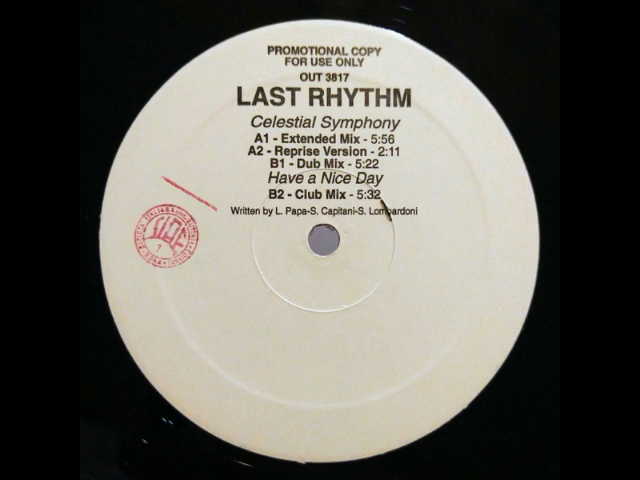 PROMOTIONAL COPY
FOR USE ONLY
OUT 3817
LAST RHYTHM
Celestial Symphony
A1 - Extended Mix - 5:56
A2 - Reprise Version - 2:11
B1 - Dub Mix - 5:22
Have a Nice Day
B2 - Club Mix - 5:32
Written by L. Papa-S. Capitani-S. Lombardoni